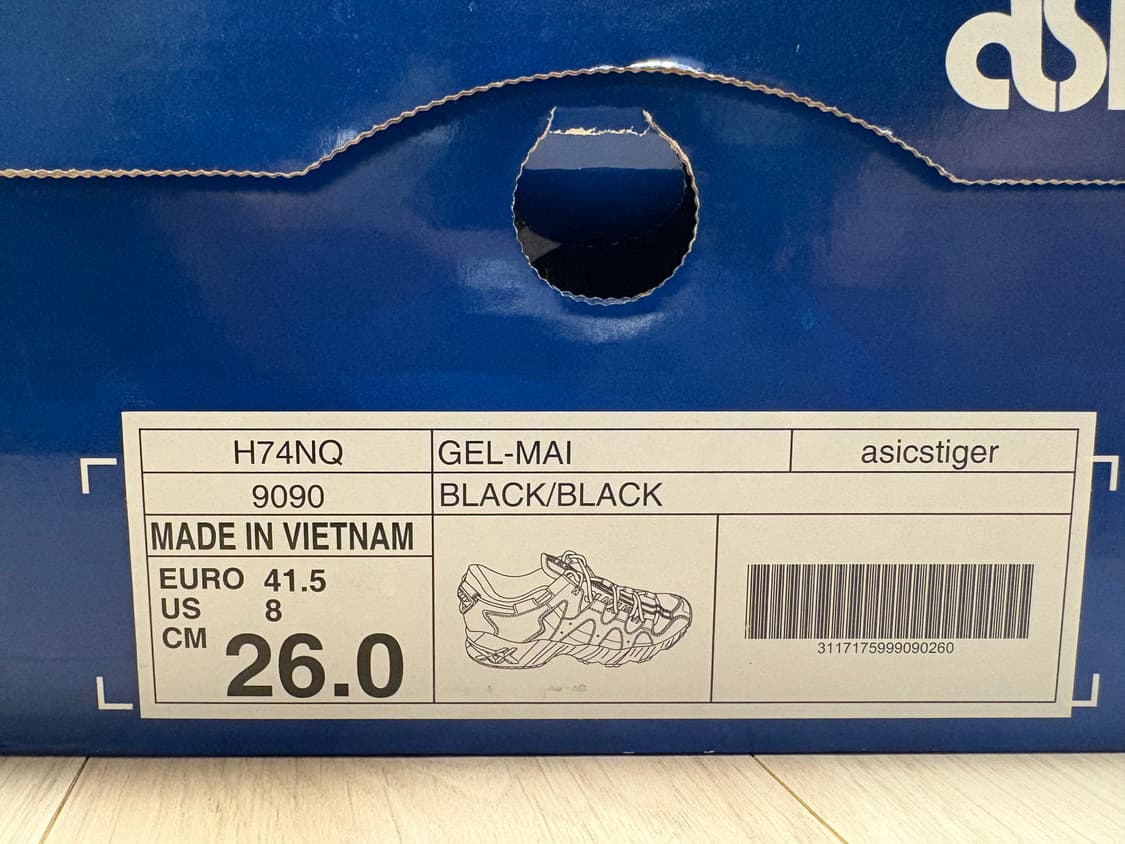 H74NQ GEL-MAI asicstiger
9090 BLACK/BLACK
MADE IN VIETNAM
EURO 41.5
US 8
CM 26.0
3117175999090260